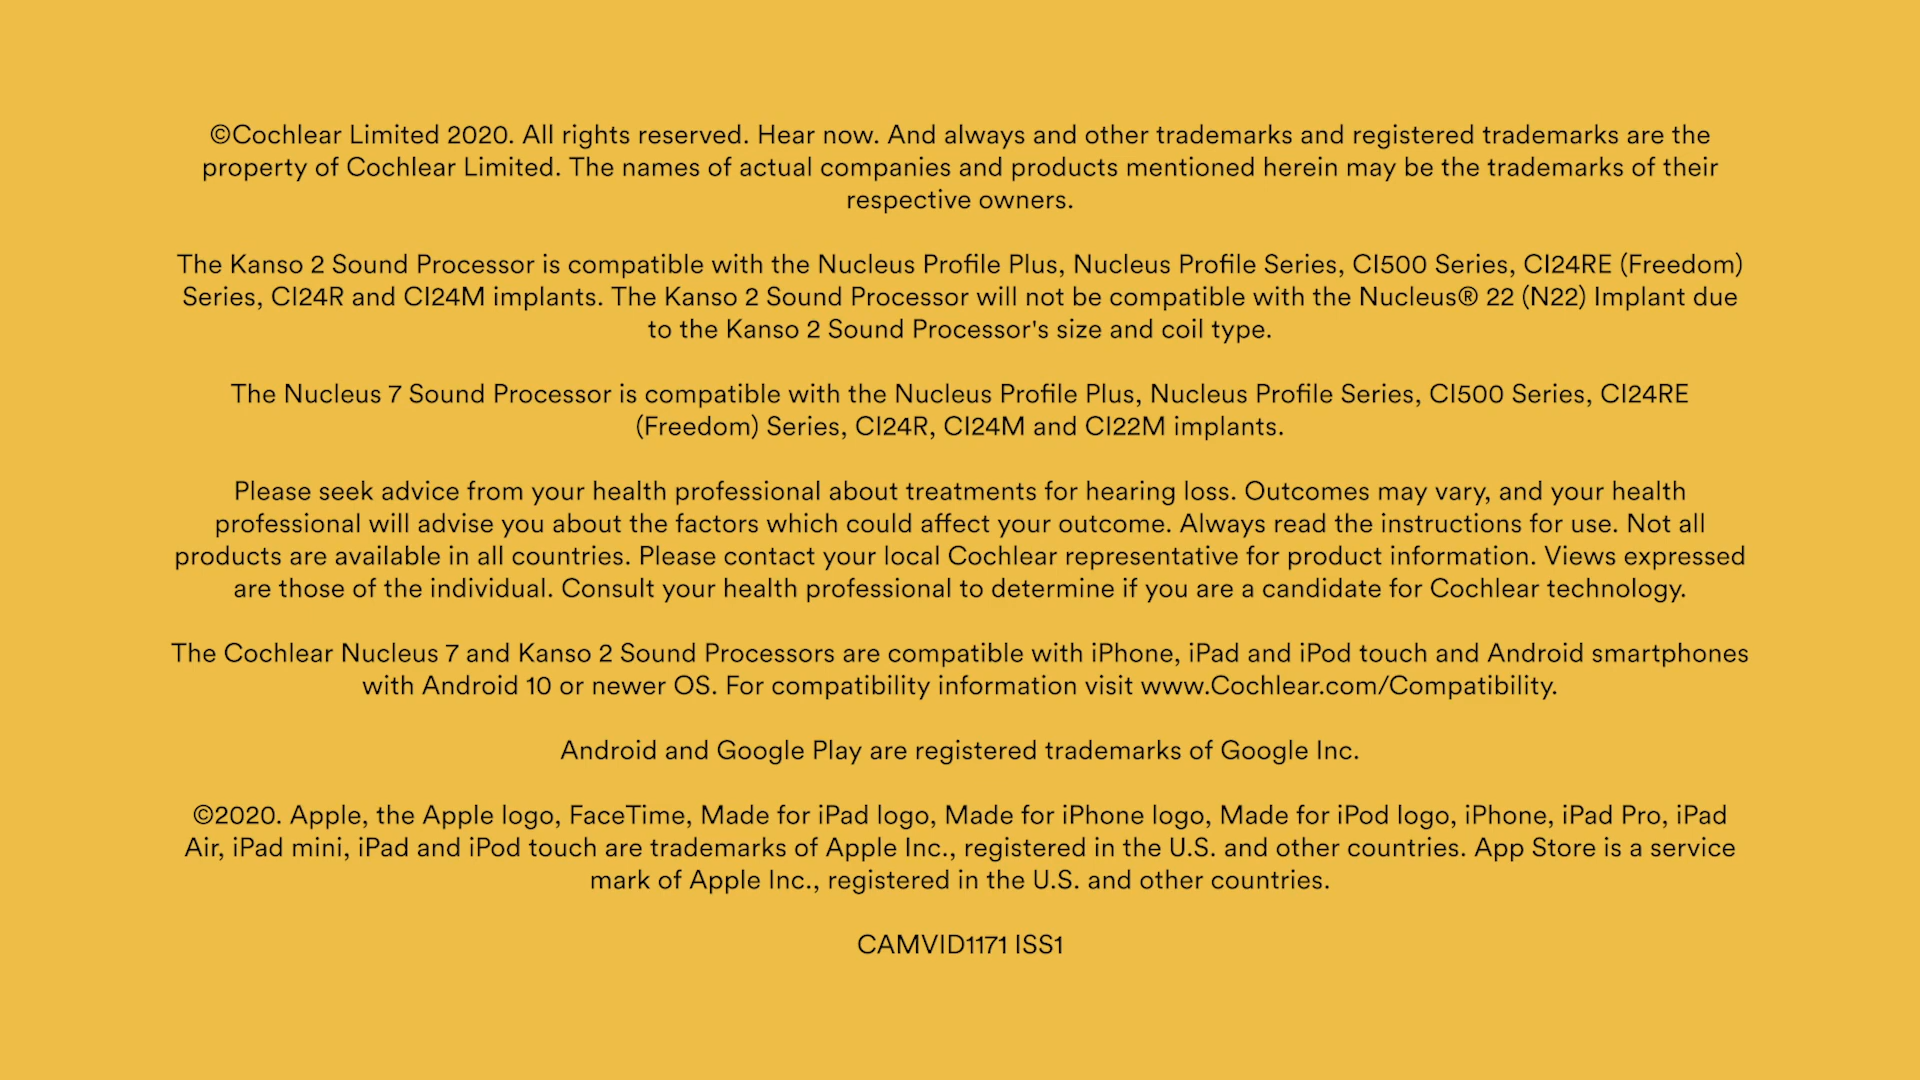 ©Cochlear Limited 2020. All rights reserved. Hear now. And always and other trademarks and registered trademarks are the
property of Cochlear Limited. The names of actual companies and products mentioned herein may be the trademarks of their
respective owners.
The Kanso 2 Sound Processor is compatible with the Nucleus Profile Plus, Nucleus Profile Series, CI500 Series, CI24RE (Freedom)
Series, CI24R and CI24M implants. The Kanso 2 Sound Processor will not be compatible with the Nucleus® 22 (N22) Implant due
to the Kanso 2 Sound Processor's size and coil type.
The Nucleus 7 Sound Processor is compatible with the Nucleus Profile Plus, Nucleus Profile Series, CI500 Series, CI24RE
(Freedom) Series, CI24R, CI24M and CI22M implants.
Please seek advice from your health professional about treatments for hearing loss. Outcomes may vary, and your health
professional will advise you about the factors which could affect your outcome. Always read the instructions for use. Not all
products are available in all countries. Please contact your local Cochlear representative for product information. Views expressed
are those of the individual. Consult your health professional to determine if you are a candidate for Cochlear technology.
The Cochlear Nucleus 7 and Kanso 2 Sound Processors are compatible with iPhone, iPad and iPod touch and Android smartphones
with Android 10 or newer OS. For compatibility information visit www.Cochlear.com/Compatibility.
Android and Google Play are registered trademarks of Google Inc.
©2020. Apple, the Apple logo, FaceTime, Made for iPad logo, Made for iPhone logo, Made for iPod logo, iPhone, iPad Pro, iPad
Air, iPad mini, iPad and iPod touch are trademarks of Apple Inc., registered in the U.S. and other countries. App Store is a service
mark of Apple Inc., registered in the U.S. and other countries.
CAMVID1171 ISS1